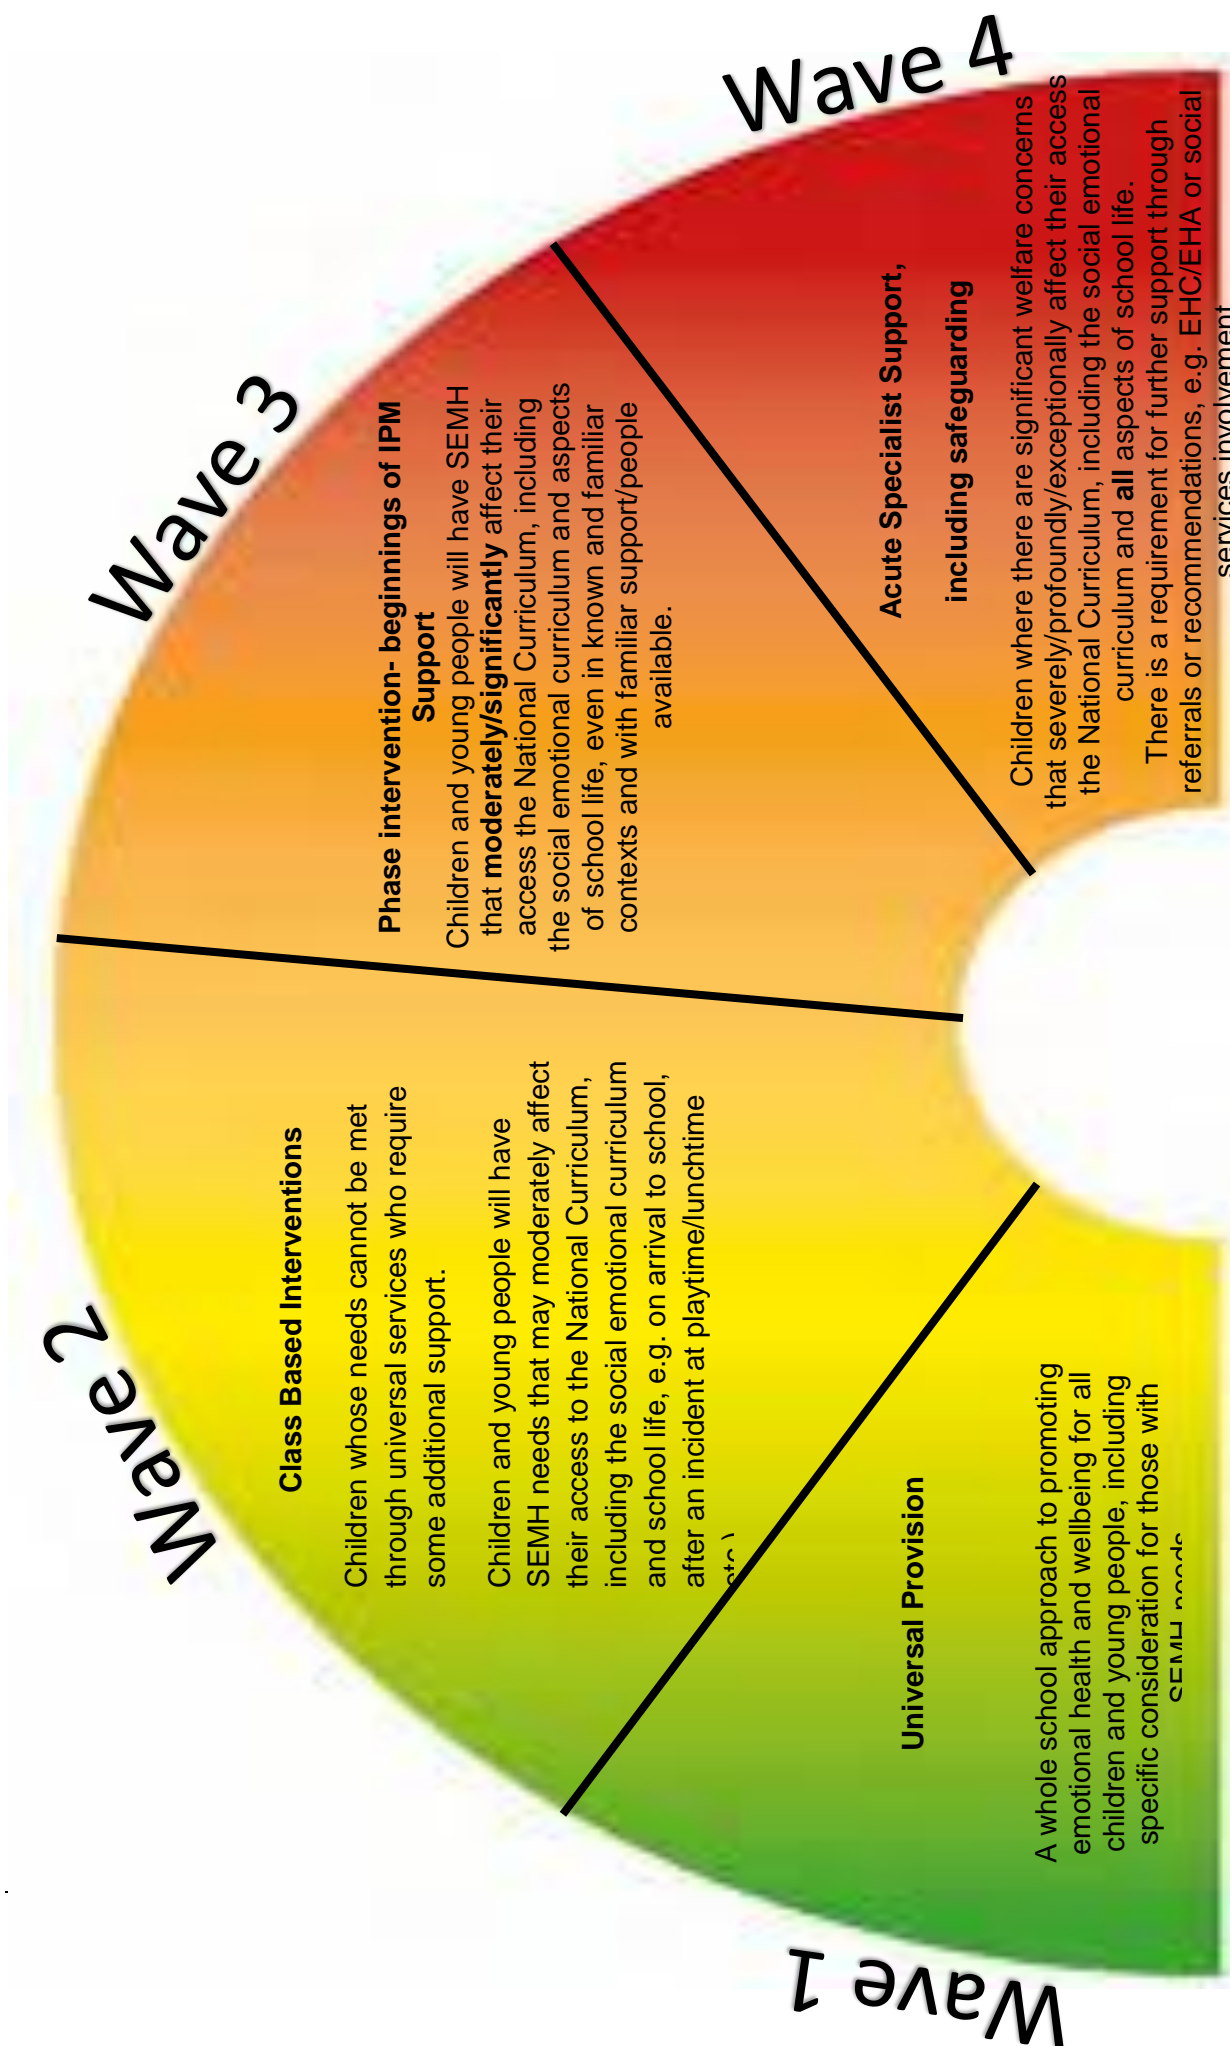 Wave 1
Universal Provision
A whole school approach to promoting
emotional health and wellbeing for all
children and young people, including
specific consideration for those with
SEMH needs
Wave 2
Class Based Interventions
Children whose needs cannot be met
through universal services who require
some additional support.
Children and young people will have
SEMH needs that may moderately affect
their access to the National Curriculum,
including the social emotional curriculum
and school life, e.g. on arrival to school,
after an incident at playtime/lunchtime
etc)
Wave 3
Phase intervention- beginnings of IPM
Support
Children and young people will have SEMH
that moderately/significantly affect their
access the National Curriculum, including
the social emotional curriculum and aspects
of school life, even in known and familiar
contexts and with familiar support/people
available.
Wave 4
Acute Specialist Support,
including safeguarding
Children where there are significant welfare concerns
that severely/profoundly/exceptionally affect their access
the National Curriculum, including the social emotional
curriculum and all aspects of school life.
There is a requirement for further support through
referrals or recommendations, e.g. EHC/EHA or social
services involvement